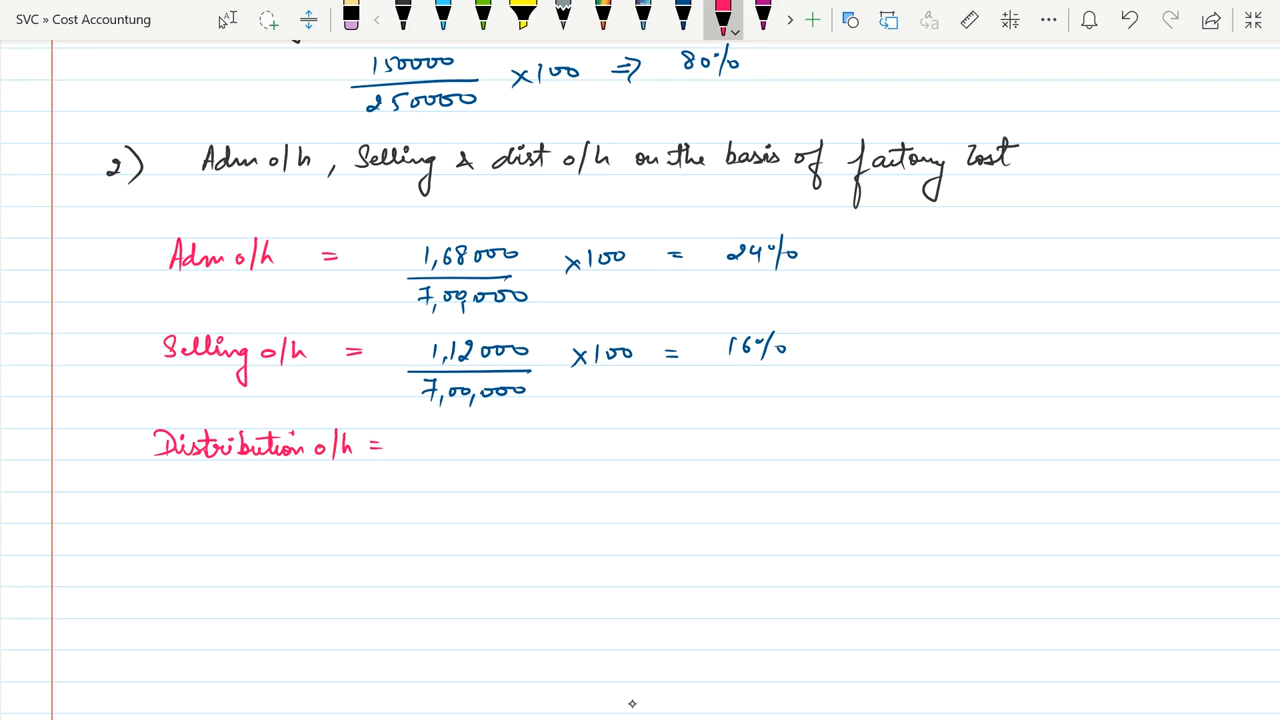 SVC » Cost Accountung
150000
250000
×100 ⇒ 80%
2) Adm o/h, Selling & dist o/h on the basis of factory cost
Adm o/h = 1,68000 ×100 = 24%
7,00,000
Selling o/h = 1,12000 ×100 = 16%
7,00,000
Distribution o/h =